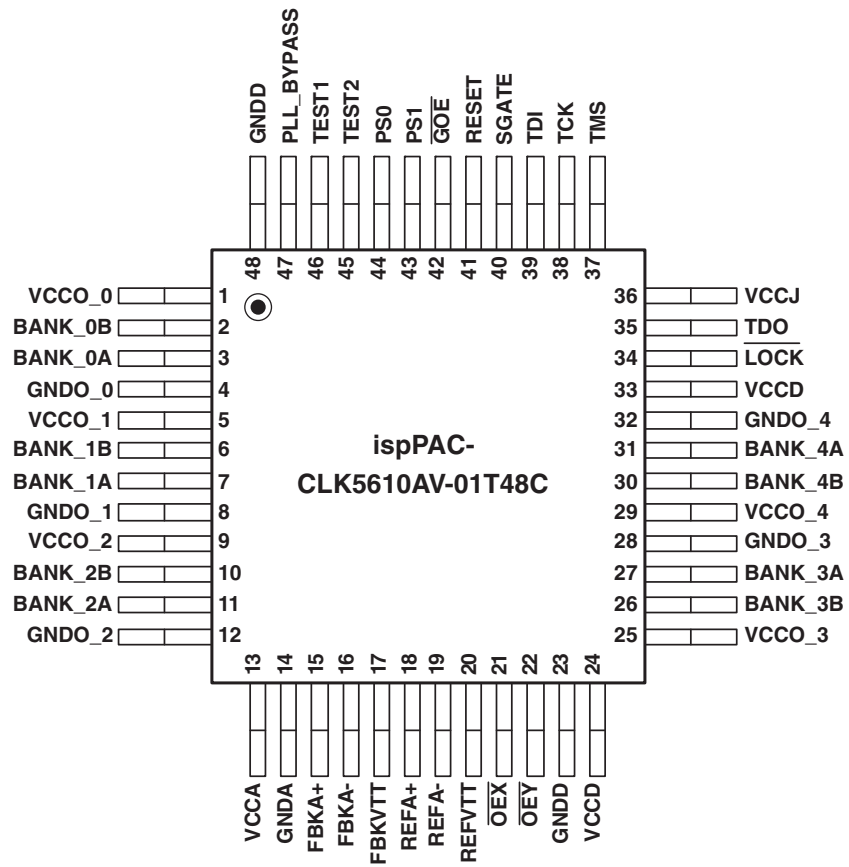 GNDD
PLL_BYPASS
TEST1
TEST2
PS0
PS1
GOE
RESET
SGATE
TDI
TCK
TMS
48
47
46
45
44
43
42
41
40
39
38
37
VCCO_0 1
BANK_0B 2
BANK_0A 3
GNDO_0 4
VCCO_1 5
BANK_1B 6
BANK_1A 7
GNDO_1 8
VCCO_2 9
BANK_2B 10
BANK_2A 11
GNDO_2 12
ispPAC-
CLK5610AV-01T48C
36 VCCJ
35 TDO
34 LOCK
33 VCCD
32 GNDO_4
31 BANK_4A
30 BANK_4B
29 VCCO_4
28 GNDO_3
27 BANK_3A
26 BANK_3B
25 VCCO_3
13
14
15
16
17
18
19
20
21
22
23
24
VCCA
GNDA
FBKA+
FBKA-
FBKVTT
REFA+
REFA-
REFVTT
OEX
OEY
GNDD
VCCD